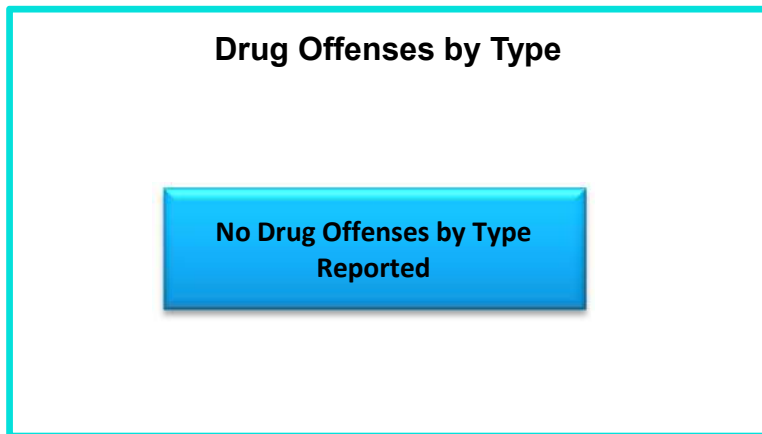 Drug Offenses by Type
No Drug Offenses by Type
Reported